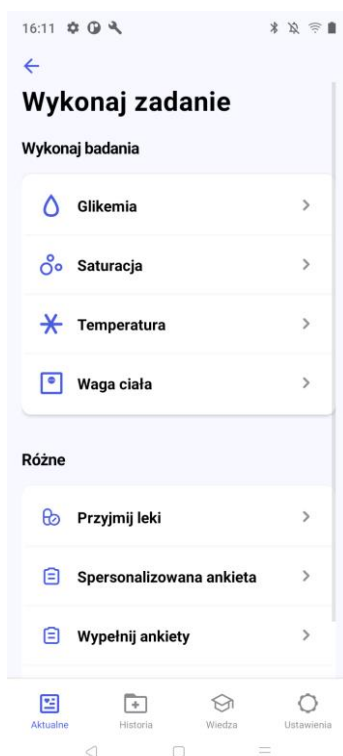 16:11
Wykonaj zadanie
Wykonaj badania
Glikemia
Saturacja
Temperatura
Waga ciała
Różne
Przyjmij leki
Spersonalizowana ankieta
Wypełnij ankiety
Aktualne Historia Wiedza Ustawienia